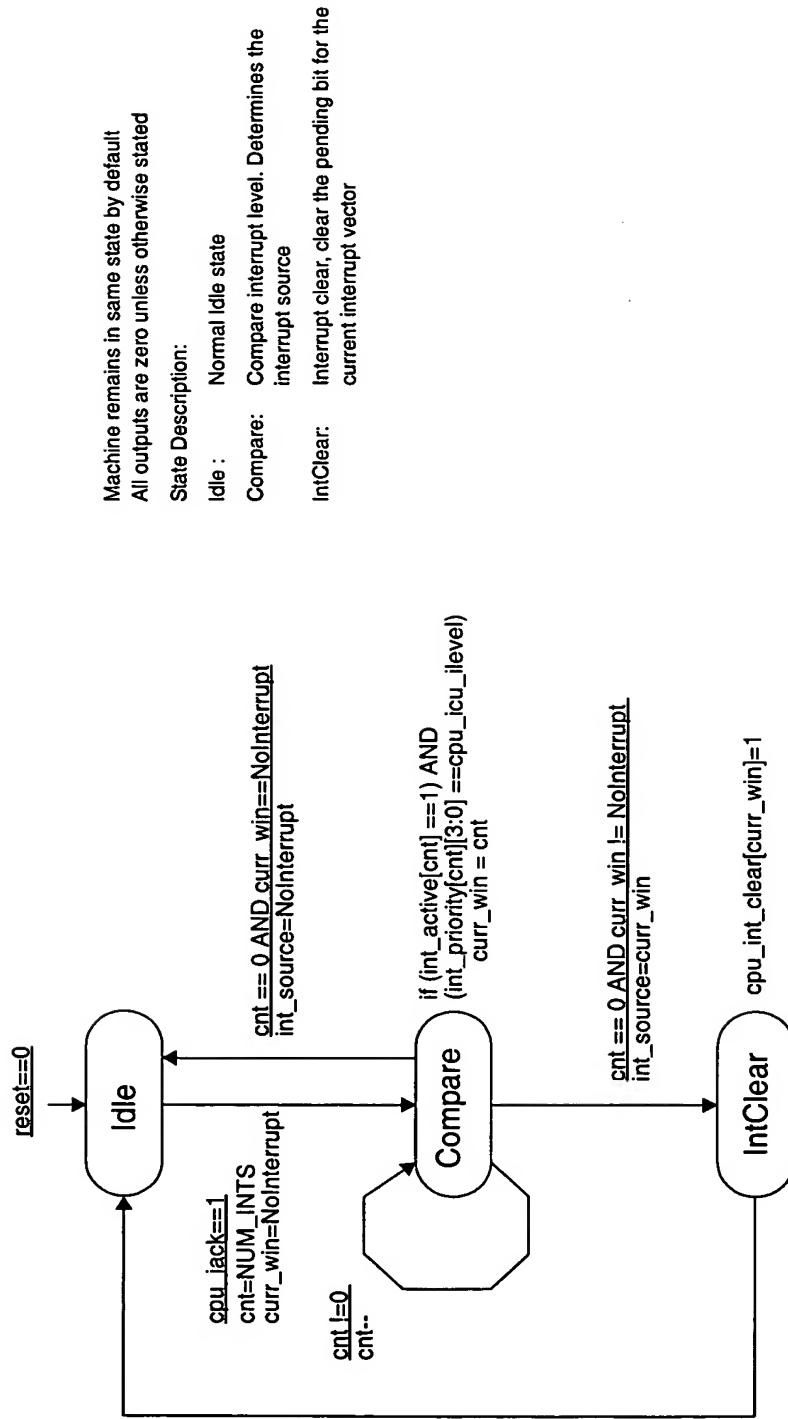 reset==0
Idle
cpu_iack==1
cnt=NUM_INTS
curr_win=NoInterrupt
cnt == 0 AND curr_win==NoInterrupt
int_source=NoInterrupt
cnt !=0
cnt--
Compare
if (int_active[cnt] ==1) AND
(int_priority[cnt][3:0] ==cpu_icu_ilevel)
curr_win = cnt
cnt == 0 AND curr_win != NoInterrupt
int_source=curr_win
IntClear
cpu_int_clear[curr_win]=1
Machine remains in same state by default
All outputs are zero unless otherwise stated
State Description:
Idle : Normal Idle state
Compare: Compare interrupt level. Determines the
interrupt source
IntClear: Interrupt clear, clear the pending bit for the
current interrupt vector